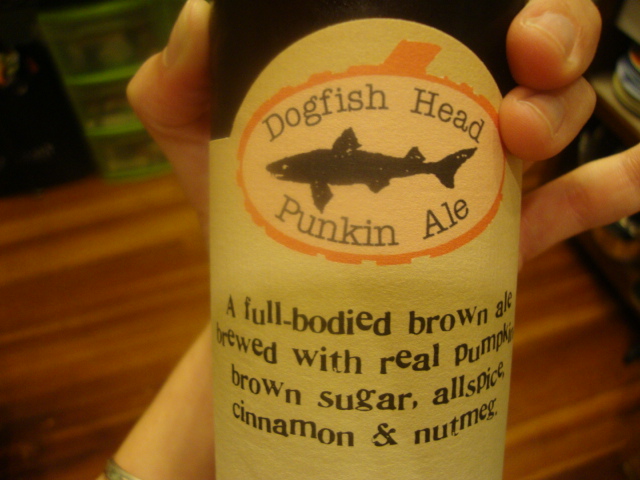 Dogfish Head
Punkin Ale
A full-bodied brown ale
brewed with real pumpkin,
brown sugar, allspice,
cinnamon & nutmeg.